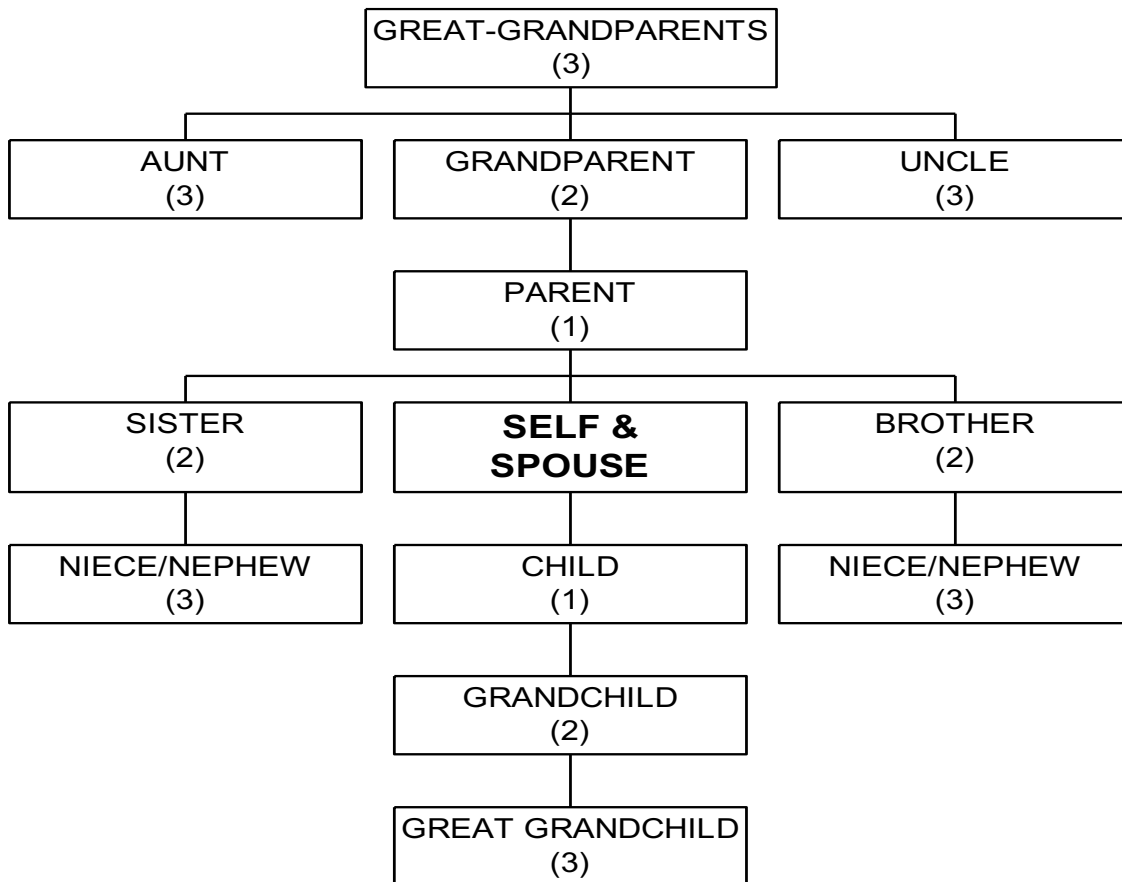 GREAT-GRANDPARENTS
(3)
AUNT
(3)
GRANDPARENT
(2)
UNCLE
(3)
PARENT
(1)
SISTER
(2)
SELF &
SPOUSE
BROTHER
(2)
NIECE/NEPHEW
(3)
CHILD
(1)
NIECE/NEPHEW
(3)
GRANDCHILD
(2)
GREAT GRANDCHILD
(3)